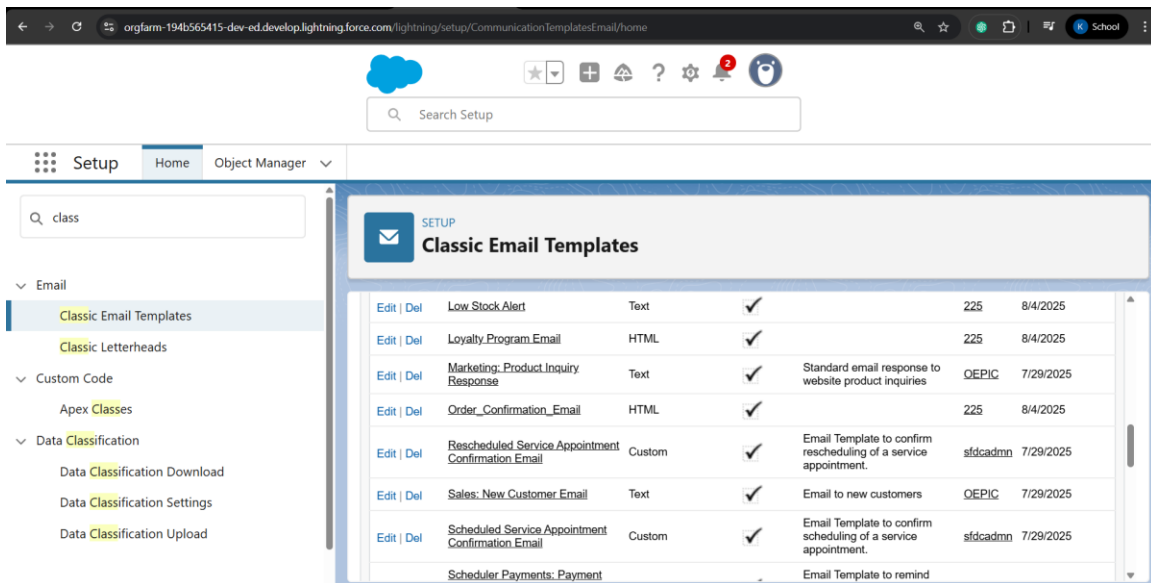 orgfarm-194b565415-dev-ed.develop.lightning.force.com/lightning/setup/CommunicationTemplatesEmail/home
K School
2
Search Setup
Setup Home Object Manager
class
Email
Classic Email Templates
Classic Letterheads
Custom Code
Apex Classes
Data Classification
Data Classification Download
Data Classification Settings
Data Classification Upload
SETUP
Classic Email Templates
Edit | Del Low Stock Alert Text 225 8/4/2025
Edit | Del Loyalty Program Email HTML 225 8/4/2025
Edit | Del Marketing: Product Inquiry Response Text Standard email response to website product inquiries OEPIC 7/29/2025
Edit | Del Order_Confirmation_Email HTML 225 8/4/2025
Edit | Del Rescheduled Service Appointment Confirmation Email Custom Email Template to confirm rescheduling of a service appointment. sfdcadmn 7/29/2025
Edit | Del Sales: New Customer Email Text Email to new customers OEPIC 7/29/2025
Edit | Del Scheduled Service Appointment Confirmation Email Custom Email Template to confirm scheduling of a service appointment. sfdcadmn 7/29/2025
Scheduler Payments: Payment Email Template to remind